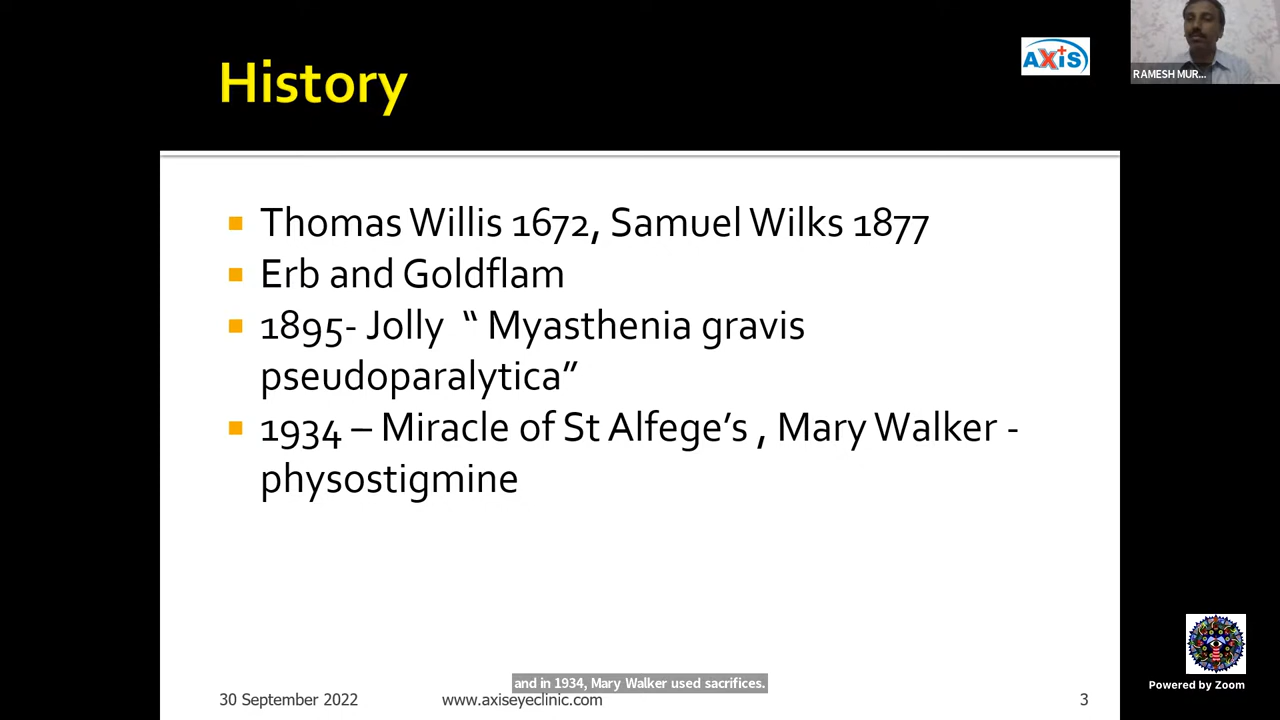 History
AXiS
RAMESH MUR...
Thomas Willis 1672, Samuel Wilks 1877
Erb and Goldflam
1895- Jolly “ Myasthenia gravis
pseudoparalytica”
1934 – Miracle of St Alfege’s , Mary Walker -
physostigmine
and in 1934, Mary Walker used sacrifices.
30 September 2022
www.axiseyeclinic.com
3
Powered by Zoom